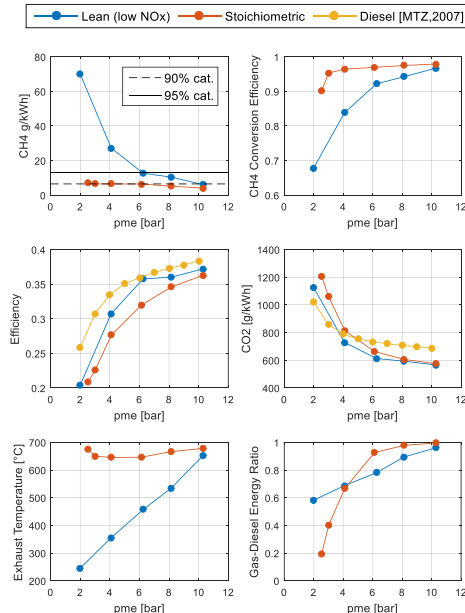 Lean (low NOx) Stoichiometric Diesel [MTZ,2007]
80
60
40
20
0
CH4 g/kWh
90% cat.
95% cat.
0 2 4 6 8 10 12
pme [bar]
1
0.9
0.8
0.7
0.6
CH4 Conversion Efficiency
0 2 4 6 8 10 12
pme [bar]
0.4
0.35
0.3
0.25
0.2
Efficiency
0 2 4 6 8 10 12
pme [bar]
1400
1200
1000
800
600
400
CO2 [g/kWh]
0 2 4 6 8 10 12
pme [bar]
700
600
500
400
300
200
Exhaust Temperature [°C]
0 2 4 6 8 10 12
pme [bar]
1
0.8
0.6
0.4
0.2
0
Gas-Diesel Energy Ratio
0 2 4 6 8 10 12
pme [bar]